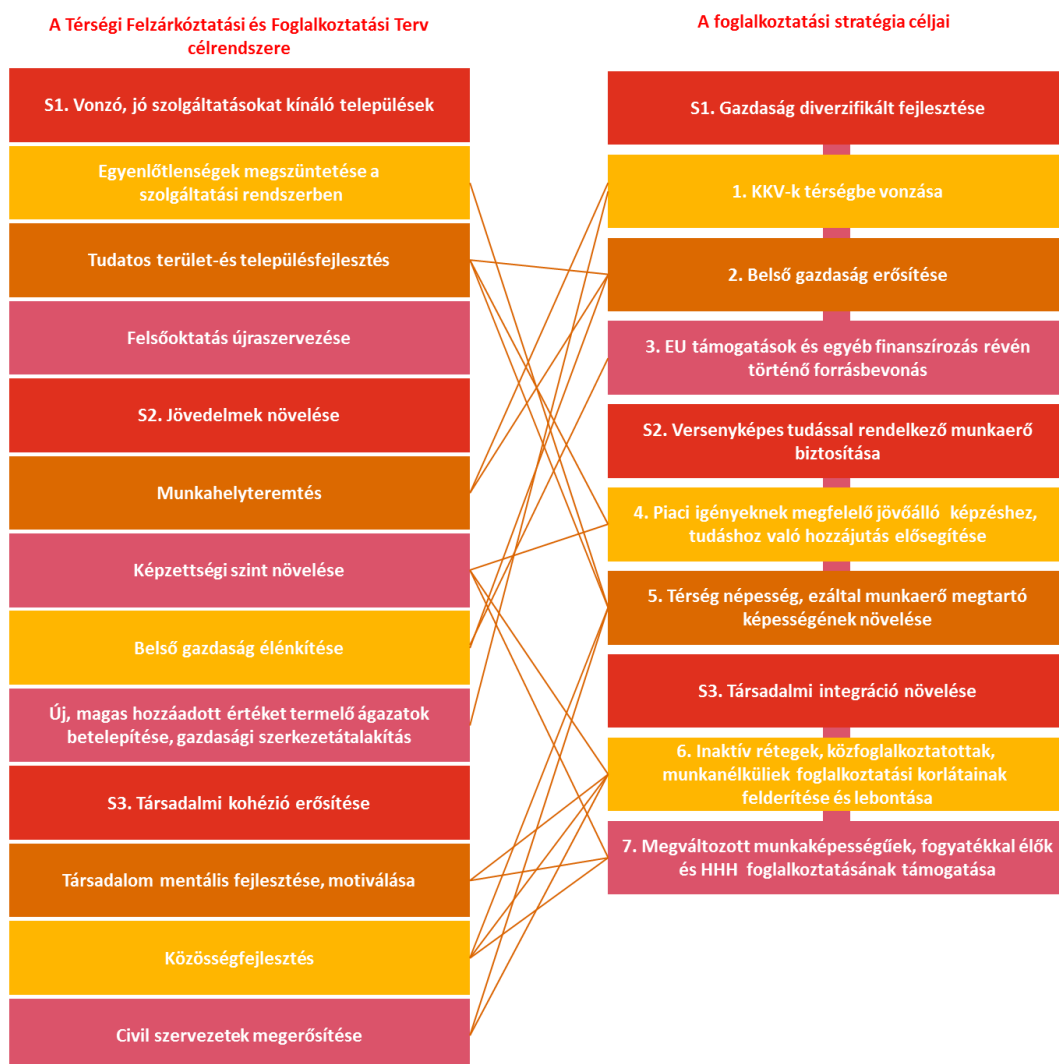 A Térségi Felzárkóztatási és Foglalkoztatási Terv
célrendszere
S1. Vonzó, jó szolgáltatásokat kínáló települések
Egyenlőtlenségek megszüntetése a
szolgáltatási rendszerben
Tudatos terület-és településfejlesztés
Felsőoktatás újraszervezése
S2. Jövedelmek növelése
Munkahelyteremtés
Képzettségi szint növelése
Belső gazdaság élénkítése
Új, magas hozzáadott értéket termelő ágazatok
betelepítése, gazdasági szerkezetátalakítás
S3. Társadalmi kohézió erősítése
Társadalom mentális fejlesztése, motiválása
Közösségfejlesztés
Civil szervezetek megerősítése
A foglalkoztatási stratégia céljai
S1. Gazdaság diverzifikált fejlesztése
1. KKV-k térségbe vonzása
2. Belső gazdaság erősítése
3. EU támogatások és egyéb finanszírozás révén
történő forrásbevonás
S2. Versenyképes tudással rendelkező munkaerő
biztosítása
4. Piaci igényeknek megfelelő jövőálló képzéshez,
tudáshoz való hozzájutás elősegítése
5. Térség népesség, ezáltal munkaerő megtartó
képességének növelése
S3. Társadalmi integráció növelése
6. Inaktív rétegek, közfoglalkoztatottak,
munkanélküliek foglalkoztatási korlátainak
felderítése és lebontása
7. Megváltozott munkaképességűek, fogyatékkal élők
és HHH foglalkoztatásának támogatása